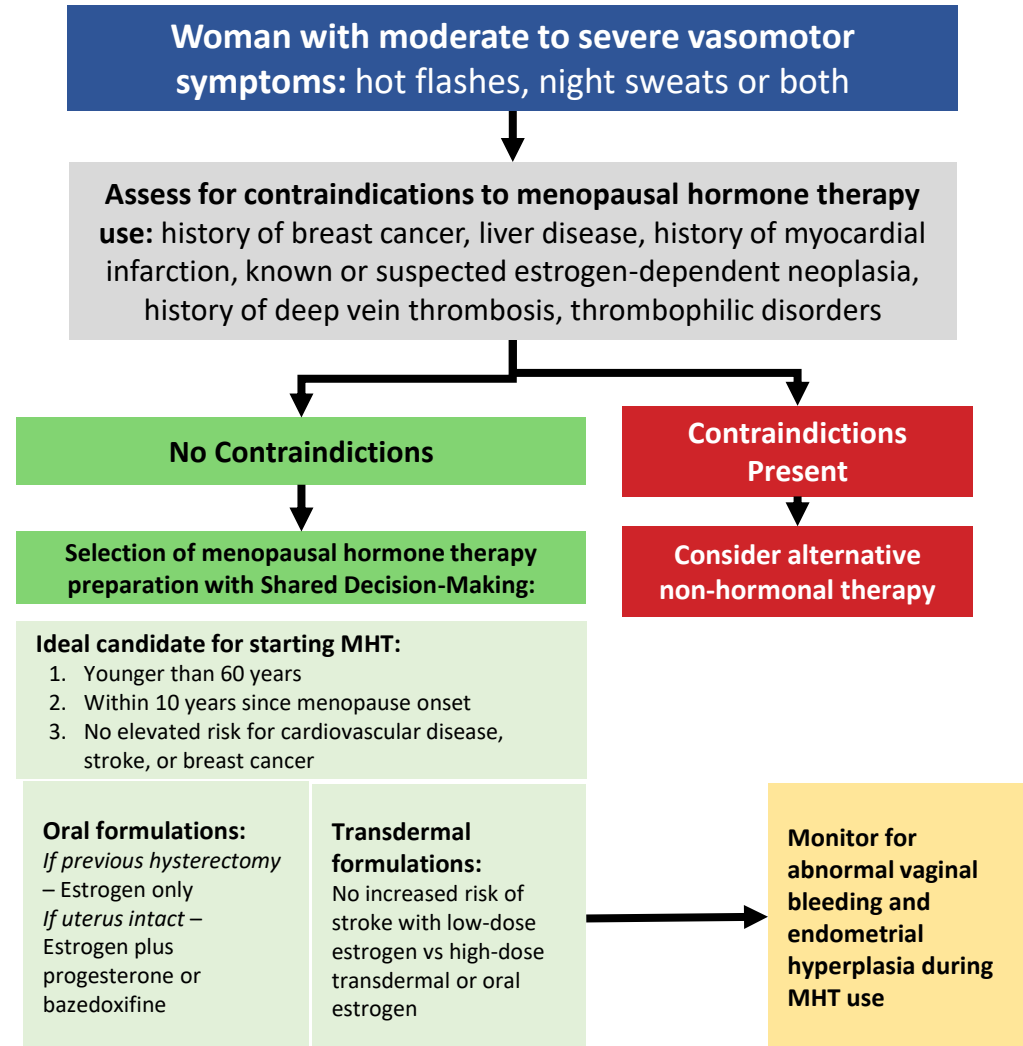 Woman with moderate to severe vasomotor
symptoms: hot flashes, night sweats or both
Assess for contraindications to menopausal hormone therapy
use: history of breast cancer, liver disease, history of myocardial
infarction, known or suspected estrogen-dependent neoplasia,
history of deep vein thrombosis, thrombophilic disorders
No Contraindictions
Contraindictions
Present
Selection of menopausal hormone therapy
preparation with Shared Decision-Making:
Consider alternative
non-hormonal therapy
Ideal candidate for starting MHT:
1. Younger than 60 years
2. Within 10 years since menopause onset
3. No elevated risk for cardiovascular disease,
stroke, or breast cancer
Oral formulations:
If previous hysterectomy
– Estrogen only
If uterus intact –
Estrogen plus
progesterone or
bazedoxifine
Transdermal
formulations:
No increased risk of
stroke with low-dose
estrogen vs high-dose
transdermal or oral
estrogen
Monitor for
abnormal vaginal
bleeding and
endometrial
hyperplasia during
MHT use